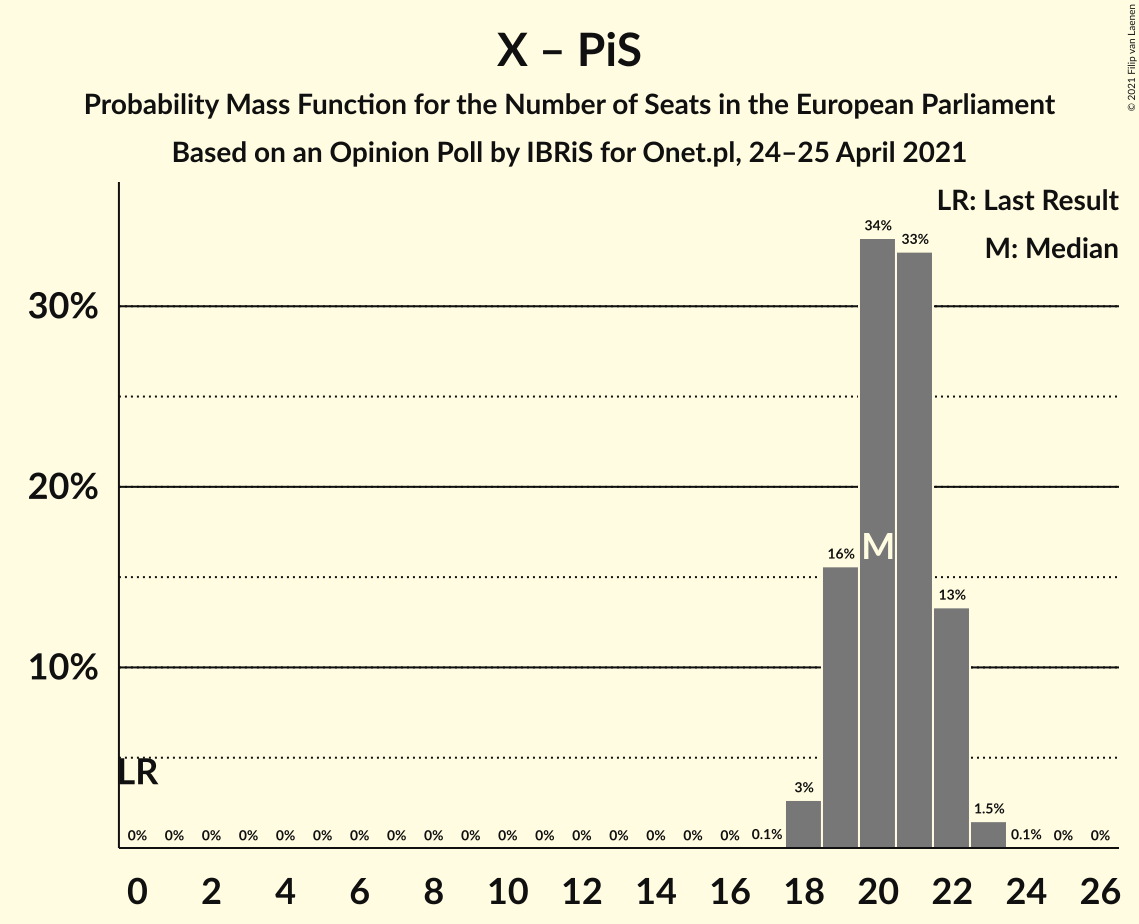 X – PiS
Probability Mass Function for the Number of Seats in the European Parliament
Based on an Opinion Poll by IBRiS for Onet.pl, 24–25 April 2021
© 2021 Filip van Laenen
LR: Last Result
M: Median
34%
33%
30%
20%
16%
M
13%
10%
LR
3%
1.5%
0% 0% 0% 0% 0% 0% 0% 0% 0% 0% 0% 0% 0% 0% 0% 0% 0% 0.1% 0.1% 0% 0%
0 2 4 6 8 10 12 14 16 18 20 22 24 26